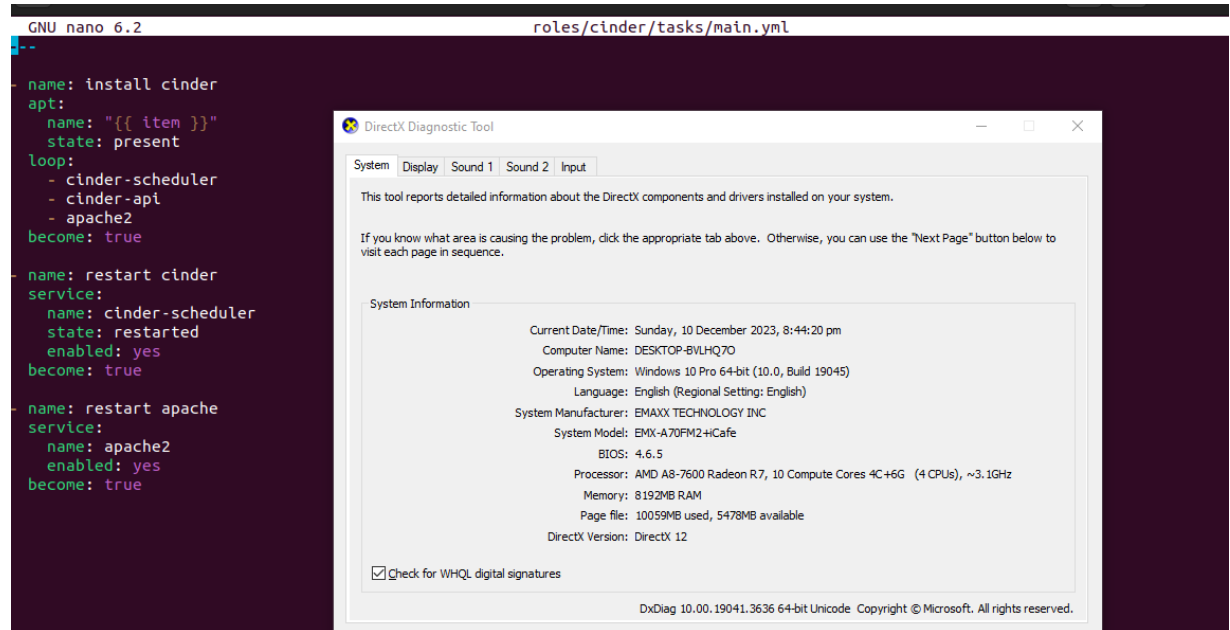 GNU nano 6.2 roles/cinder/tasks/main.yml
---
- name: install cinder
  apt:
    name: "{{ item }}"
    state: present
  loop:
    - cinder-scheduler
    - cinder-api
    - apache2
  become: true
- name: restart cinder
  service:
    name: cinder-scheduler
    state: restarted
    enabled: yes
  become: true
- name: restart apache
  service:
    name: apache2
    enabled: yes
  become: true
DirectX Diagnostic Tool
System Display Sound 1 Sound 2 Input
This tool reports detailed information about the DirectX components and drivers installed on your system.
If you know what area is causing the problem, click the appropriate tab above.  Otherwise, you can use the "Next Page" button below to
visit each page in sequence.
System Information
Current Date/Time: Sunday, 10 December 2023, 8:44:20 pm
Computer Name: DESKTOP-BVLHQ7O
Operating System: Windows 10 Pro 64-bit (10.0, Build 19045)
Language: English (Regional Setting: English)
System Manufacturer: EMAXX TECHNOLOGY INC
System Model: EMX-A70FM2+iCafe
BIOS: 4.6.5
Processor: AMD A8-7600 Radeon R7, 10 Compute Cores 4C+6G   (4 CPUs), ~3.1GHz
Memory: 8192MB RAM
Page file: 10059MB used, 5478MB available
DirectX Version: DirectX 12
Check for WHQL digital signatures
DxDiag 10.00.19041.3636 64-bit Unicode  Copyright © Microsoft. All rights reserved.